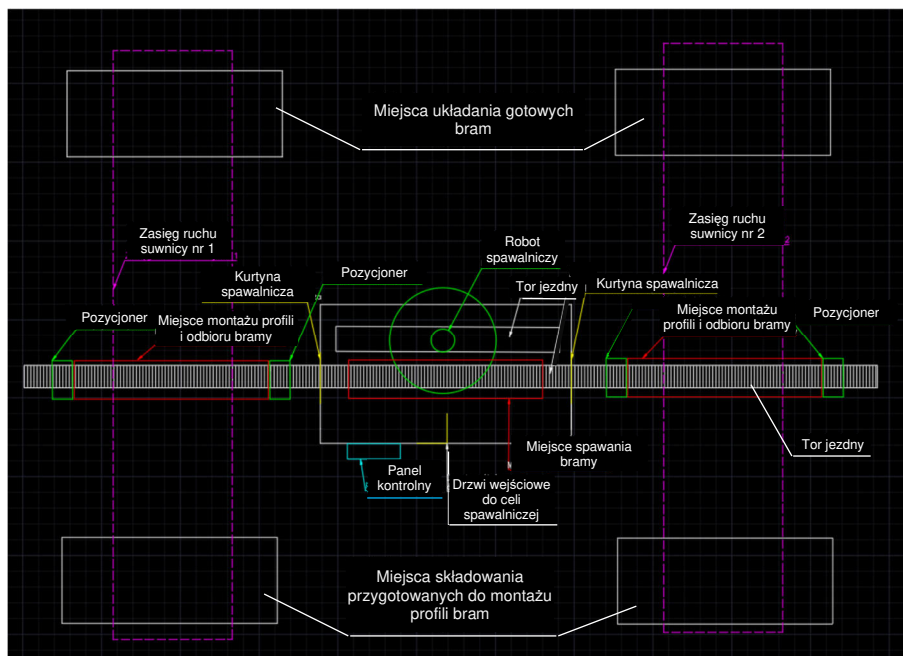 Miejsca układania gotowych
bram
Zasięg ruchu
suwnicy nr 1
Zasięg ruchu
suwnicy nr 2
Robot
spawalniczy
Kurtyna
spawalnicza
Pozycjoner
Tor jezdny
Kurtyna spawalnicza
Pozycjoner
Miejsce montażu profili
i odbioru bramy
Miejsce montażu
profili i odbioru bramy
Pozycjoner
Tor jezdny
Miejsce spawania
bramy
Panel
kontrolny
Drzwi wejściowe
do celi
spawalniczej
Miejsca składowania
przygotowanych do montażu
profili bram